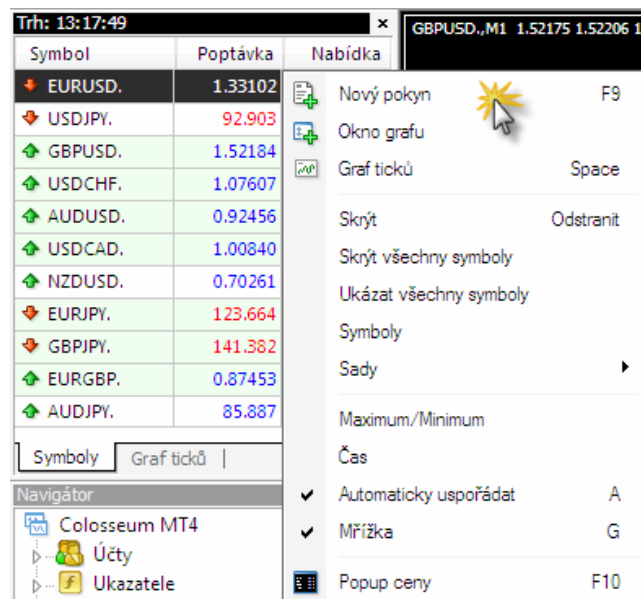 Trh: 13:17:49
GBPUSD.,M1 1.52175 1.52206 1
Symbol Poptávka Nabídka
EURUSD. 1.33102
USDJPY. 92.903
GBPUSD. 1.52184
USDCHF. 1.07607
AUDUSD. 0.92456
USDCAD. 1.00840
NZDUSD. 0.70261
EURJPY. 123.664
GBPJPY. 141.382
EURGBP. 0.87453
AUDJPY. 85.887
Symboly Graf ticků
Navigátor
Colosseum MT4
Účty
Ukazatele
Nový pokyn F9
Okno grafu
Graf ticků Space
Skrýt Odstranit
Skrýt všechny symboly
Ukázat všechny symboly
Symboly
Sady
Maximum/Minimum
Čas
Automaticky uspořádat A
Mřížka G
Popup ceny F10